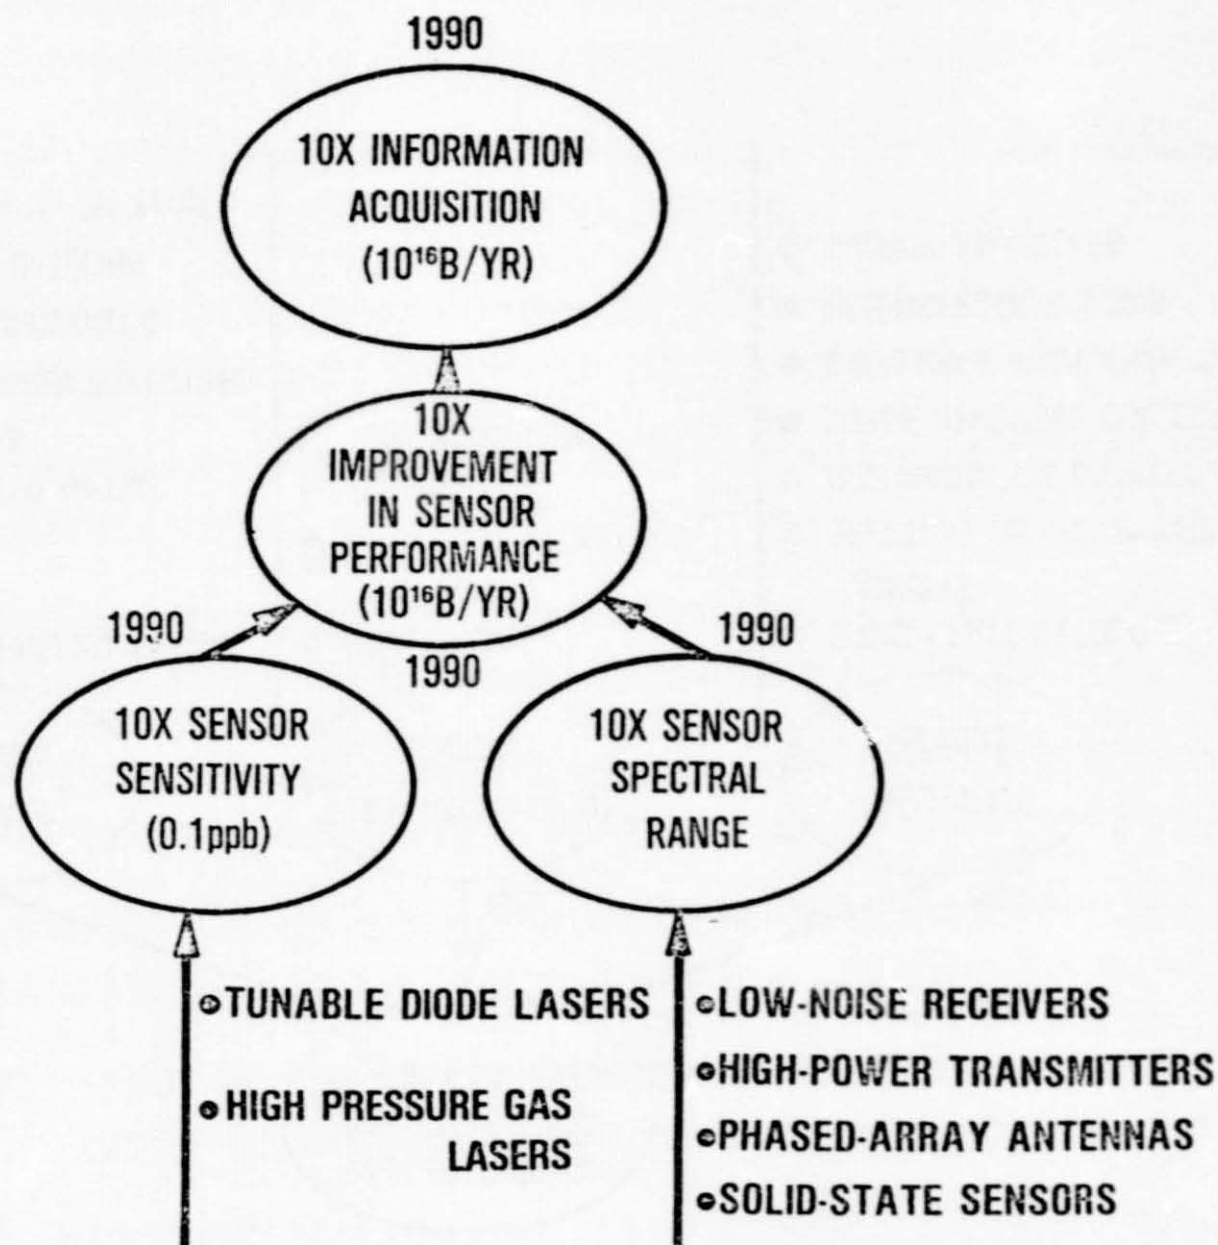 1990
10X INFORMATION
ACQUISITION
(10¹⁶B/YR)
10X
IMPROVEMENT
IN SENSOR
PERFORMANCE
(10¹⁶B/YR)
1990
1990
1990
10X SENSOR
SENSITIVITY
(0.1ppb)
10X SENSOR
SPECTRAL
RANGE
•TUNABLE DIODE LASERS
•HIGH PRESSURE GAS
LASERS
•LOW-NOISE RECEIVERS
•HIGH-POWER TRANSMITTERS
•PHASED-ARRAY ANTENNAS
•SOLID-STATE SENSORS